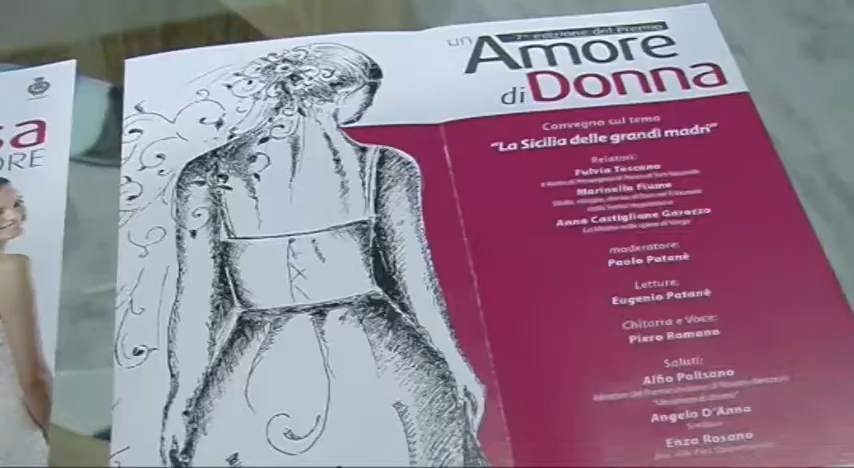 sa
ORE
7ª edizione del Premio
un Amore
di Donna
Convegno sul tema
"La Sicilia delle grandi madri"
Relatori:
Fulvia Toscano
Marinella Fiume
Anna Castiglione Garozzo
moderatore:
Paolo Patanè
Letture:
Eugenio Patanè
Chitarra e Voce:
Piero Romano
Saluti:
Alfio Polisano
Angelo D'Anna
Sindaco
Enza Rosano